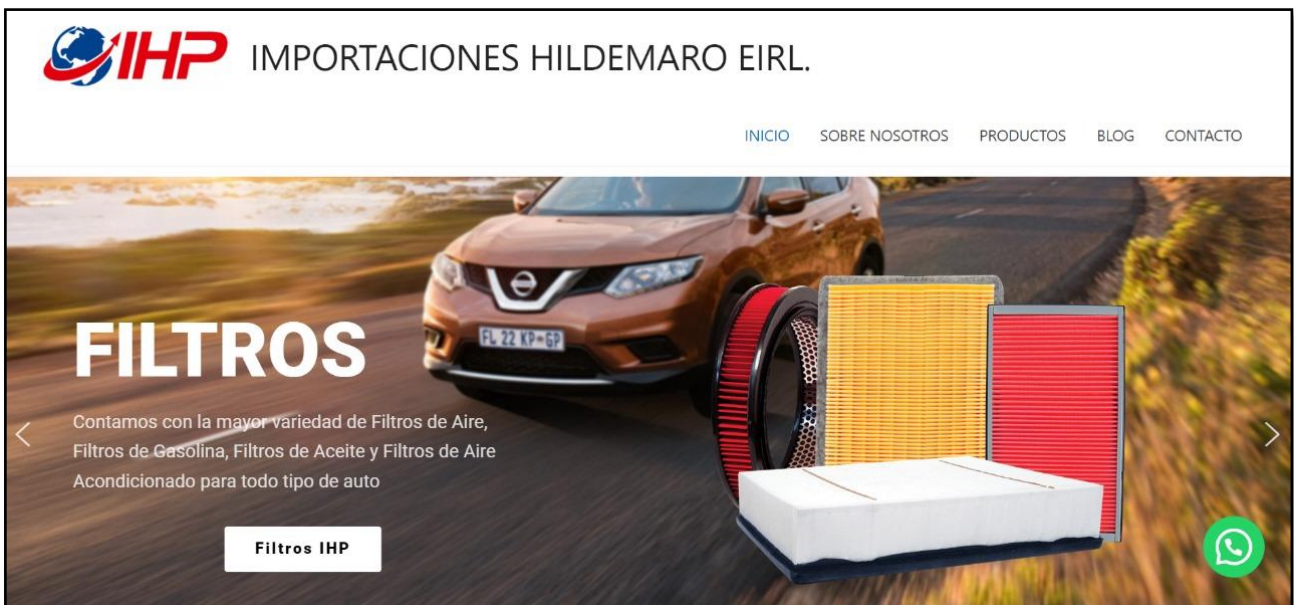 IHP
IMPORTACIONES HILDEMARO EIRL.
INICIO SOBRE NOSOTROS PRODUCTOS BLOG CONTACTO
FL 22 KP GP
FILTROS
Contamos con la mayor variedad de Filtros de Aire,
Filtros de Gasolina, Filtros de Aceite y Filtros de Aire
Acondicionado para todo tipo de auto
Filtros IHP